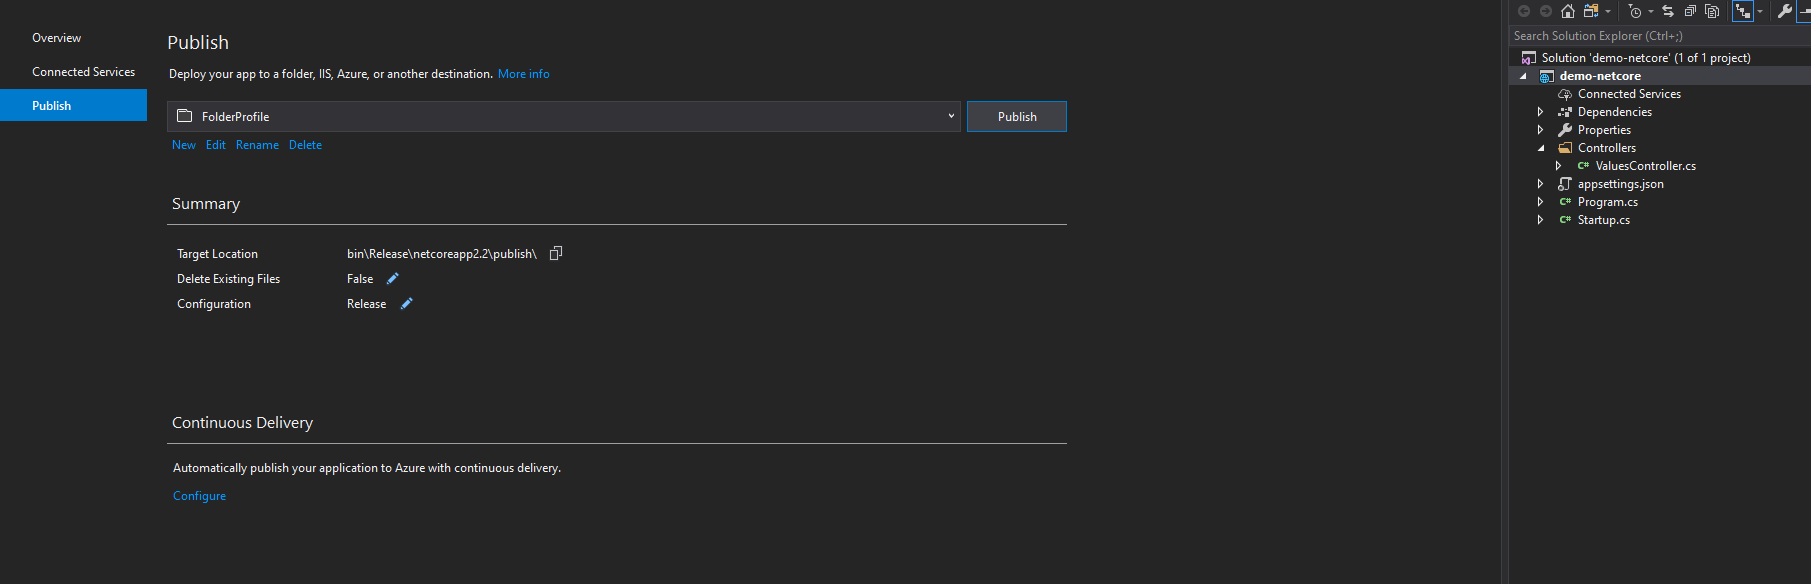 Overview
Connected Services
Publish
Publish
Deploy your app to a folder, IIS, Azure, or another destination. More info
FolderProfile
Publish
New Edit Rename Delete
Summary
Target Location bin\Release\netcoreapp2.2\publish\
Delete Existing Files False
Configuration Release
Continuous Delivery
Automatically publish your application to Azure with continuous delivery.
Configure
Search Solution Explorer (Ctrl+;)
Solution 'demo-netcore' (1 of 1 project)
demo-netcore
Connected Services
Dependencies
Properties
Controllers
C# ValuesController.cs
appsettings.json
C# Program.cs
C# Startup.cs